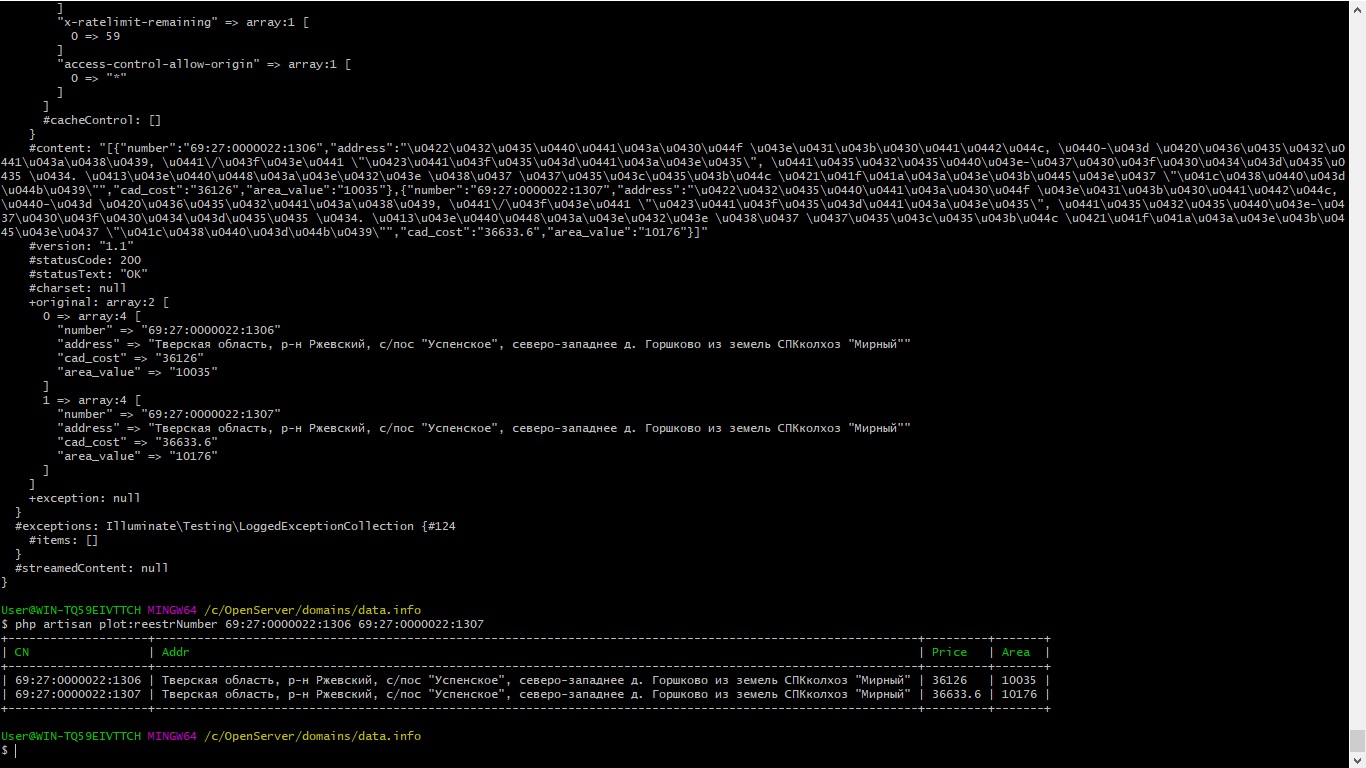 ]
"x-ratelimit-remaining" => array:1 [
0 => 59
]
"access-control-allow-origin" => array:1 [
0 => "*"
]
]
#cacheControl: []
}
#content: "[{"number":"69:27:0000022:1306","address":"\u0422\u0432\u0435\u0440\u0441\u043a\u0430\u044f \u043e\u0431\u043b\u0430\u0441\u0442\u044c, \u0440-\u043d \u0420\u0436\u0435\u0432\u0
441\u043a\u0438\u0439, \u0441\/\u043f\u043e\u0441 \"\u0423\u0441\u043f\u0435\u043d\u0441\u043a\u043e\u0435\", \u0441\u0435\u0432\u0435\u0440\u043e-\u0437\u0430\u043f\u0430\u0434\u043d\u0435\u0
435 \u0434. \u0413\u043e\u0440\u0448\u043a\u043e\u0432\u043e \u0438\u0437 \u0437\u0435\u043c\u0435\u043b\u044c \u0421\u041f\u041a\u043a\u043e\u043b\u0445\u043e\u0437 \"\u041c\u0438\u0440\u043d
\u044b\u0439\"","cad_cost":"36126","area_value":"10035"},{"number":"69:27:0000022:1307","address":"\u0422\u0432\u0435\u0440\u0441\u043a\u0430\u044f \u043e\u0431\u043b\u0430\u0441\u0442\u044c,
\u0440-\u043d \u0420\u0436\u0435\u0432\u0441\u043a\u0438\u0439, \u0441\/\u043f\u043e\u0441 \"\u0423\u0441\u043f\u0435\u043d\u0441\u043a\u043e\u0435\", \u0441\u0435\u0432\u0435\u0440\u043e-\u04
37\u0430\u043f\u0430\u0434\u043d\u0435\u0435 \u0434. \u0413\u043e\u0440\u0448\u043a\u043e\u0432\u043e \u0438\u0437 \u0437\u0435\u043c\u0435\u043b\u044c \u0421\u041f\u041a\u043a\u043e\u043b\u0
445\u043e\u0437 \"\u041c\u0438\u0440\u043d\u044b\u0439\"","cad_cost":"36633.6","area_value":"10176"}]"
#version: "1.1"
#statusCode: 200
#statusText: "OK"
#charset: null
+original: array:2 [
0 => array:4 [
"number" => "69:27:0000022:1306"
"address" => "Тверская область, р-н Ржевский, с/пос "Успенское", северо-западнее д. Горшково из земель СПКколхоз "Мирный""
"cad_cost" => "36126"
"area_value" => "10035"
]
1 => array:4 [
"number" => "69:27:0000022:1307"
"address" => "Тверская область, р-н Ржевский, с/пос "Успенское", северо-западнее д. Горшково из земель СПКколхоз "Мирный""
"cad_cost" => "36633.6"
"area_value" => "10176"
]
]
+exception: null
}
#exceptions: Illuminate\Testing\LoggedExceptionCollection {#124
#items: []
}
#streamedContent: null
}
User@WIN-TQ59EIVTTCH MINGW64 /c/OpenServer/domains/data.info
$ php artisan plot:reestrNumber 69:27:0000022:1306 69:27:0000022:1307
| CN | Addr | Price | Area |
| 69:27:0000022:1306 | Тверская область, р-н Ржевский, с/пос "Успенское", северо-западнее д. Горшково из земель СПКколхоз "Мирный" | 36126 | 10035 |
| 69:27:0000022:1307 | Тверская область, р-н Ржевский, с/пос "Успенское", северо-западнее д. Горшково из земель СПКколхоз "Мирный" | 36633.6 | 10176 |
User@WIN-TQ59EIVTTCH MINGW64 /c/OpenServer/domains/data.info
$